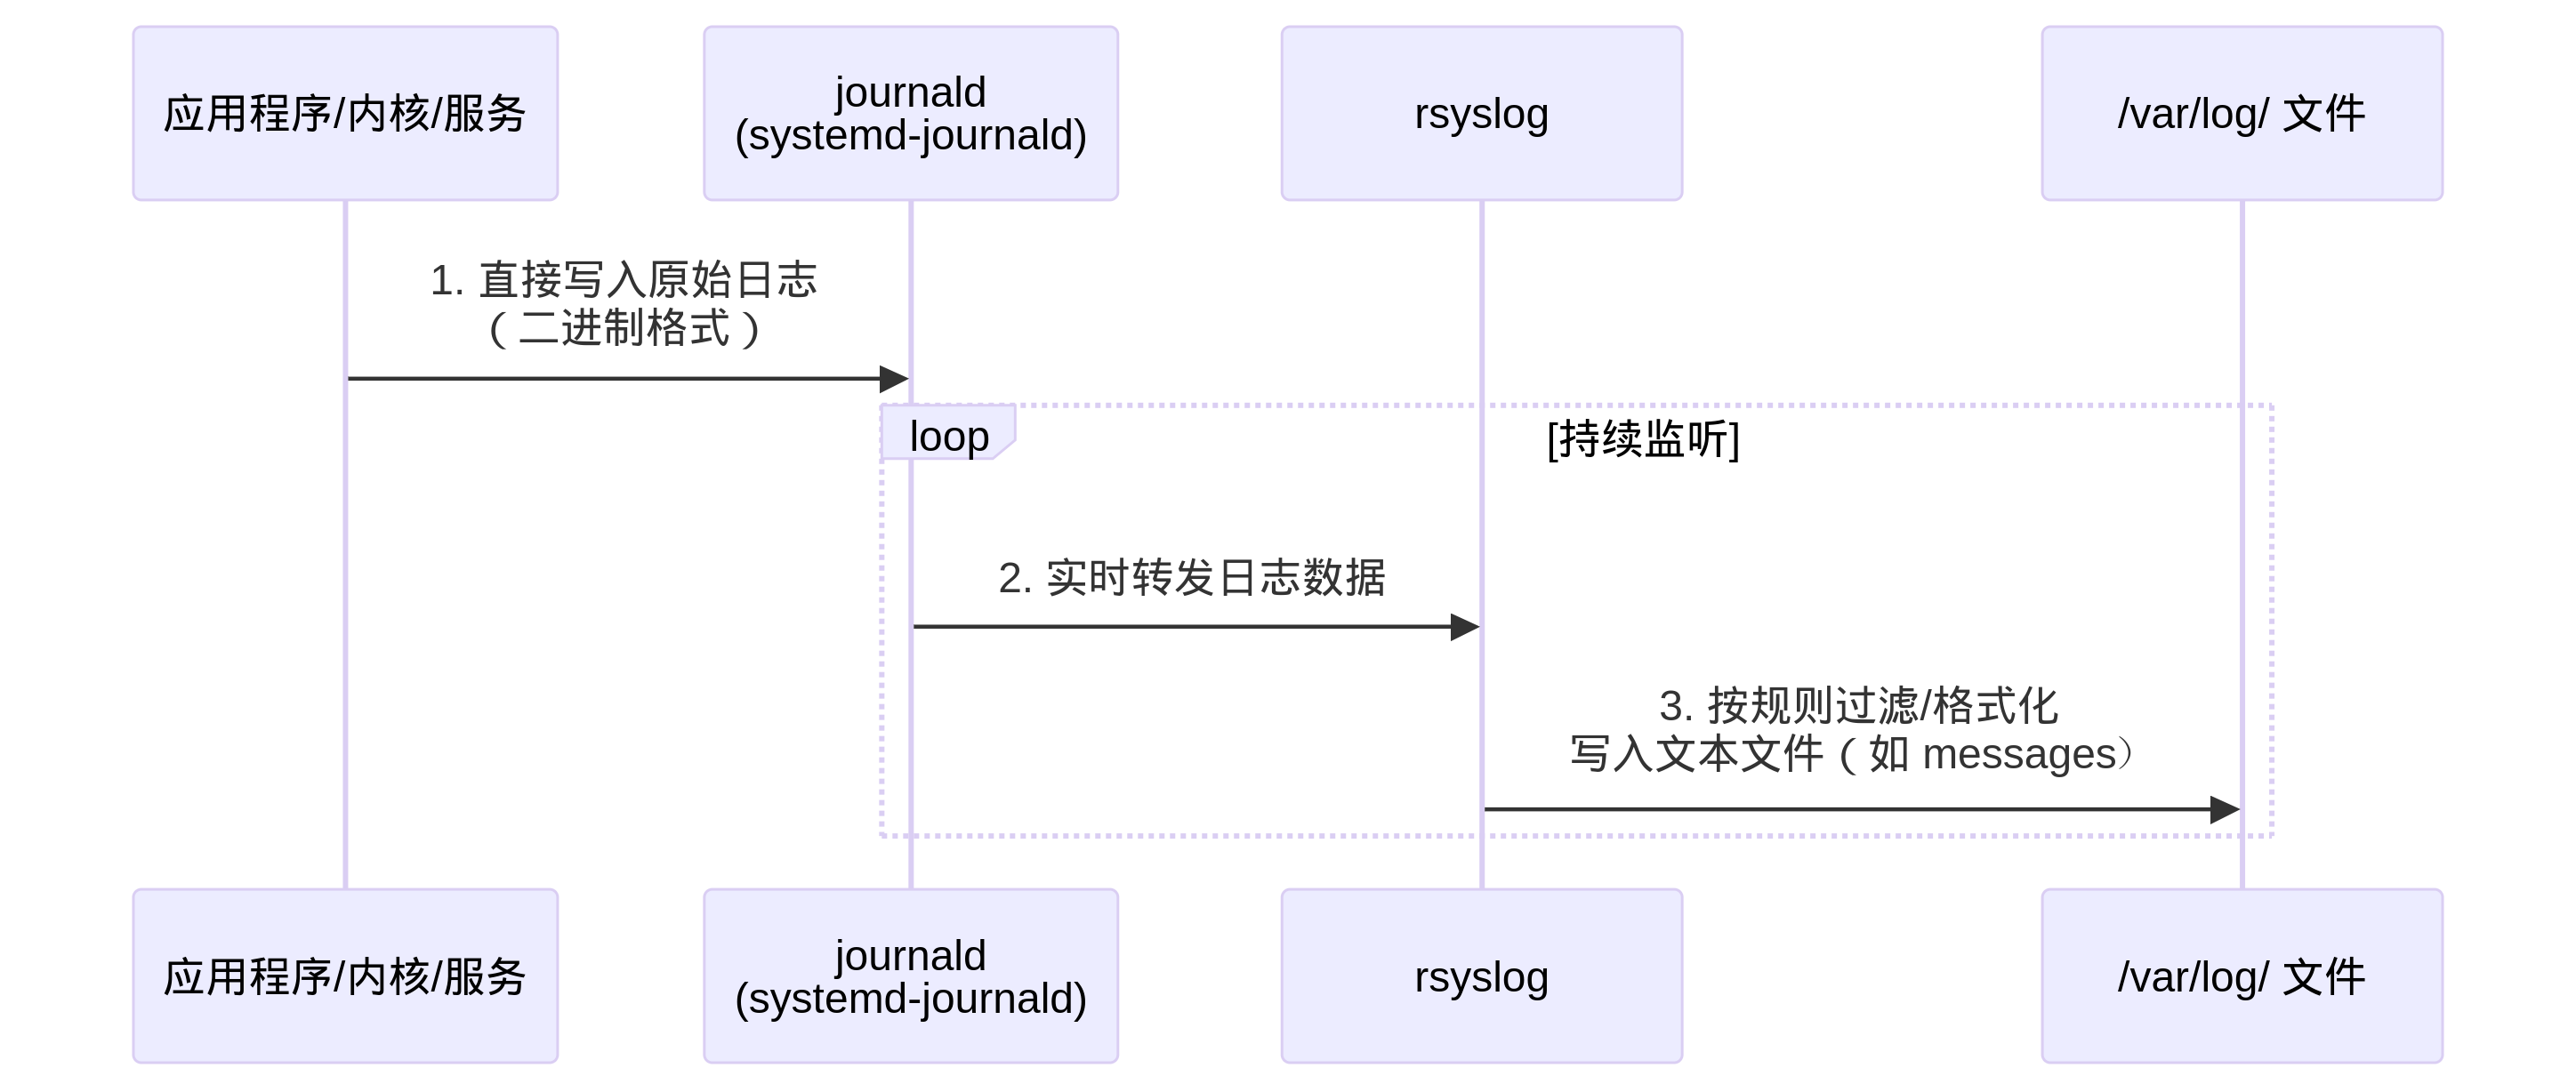 应用程序/内核/服务
journald
(systemd-journald)
rsyslog
/var/log/ 文件
1. 直接写入原始日志
（二进制格式）
loop
[持续监听]
2. 实时转发日志数据
3. 按规则过滤/格式化
写入文本文件（如 messages）
应用程序/内核/服务
journald
(systemd-journald)
rsyslog
/var/log/ 文件